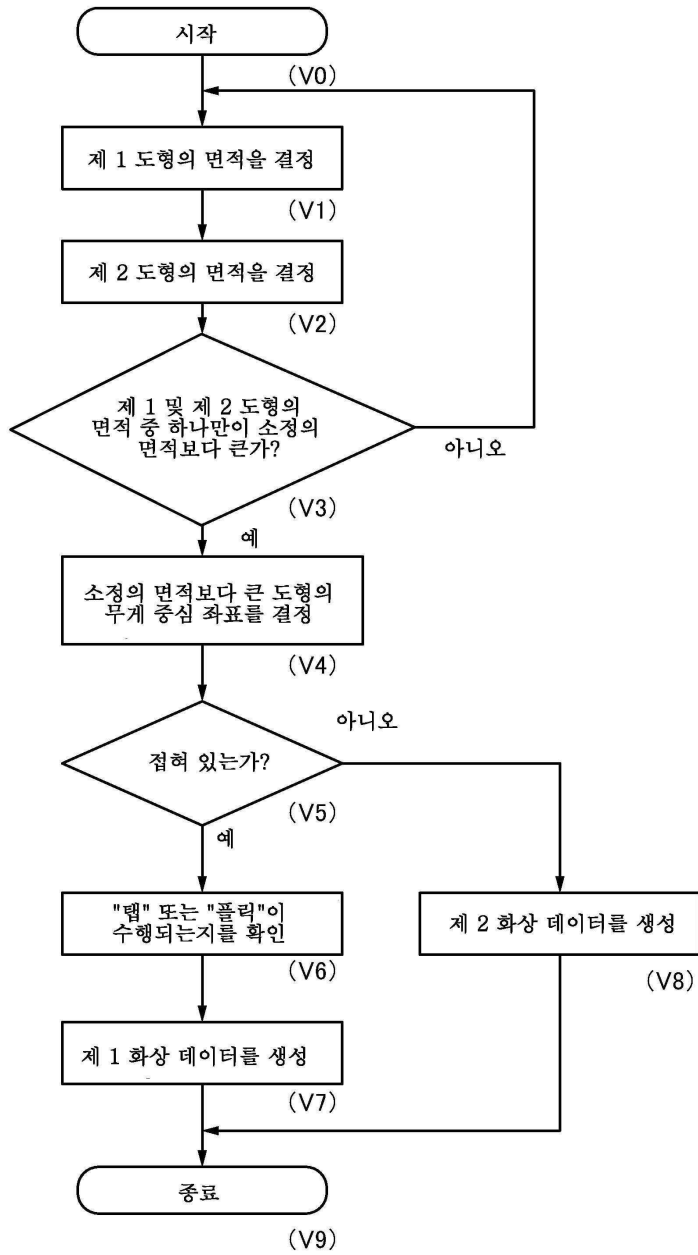 시작
(V0)
제 1 도형의 면적을 결정
(V1)
제 2 도형의 면적을 결정
(V2)
제 1 및 제 2 도형의
면적 중 하나만이 소정의
면적보다 큰가?
아니오
(V3)
예
소정의 면적보다 큰 도형의
무게 중심 좌표를 결정
(V4)
아니오
접혀 있는가?
(V5)
예
"탭" 또는 "플릭"이
수행되는지를 확인
(V6)
제 2 화상 데이터를 생성
(V8)
제 1 화상 데이터를 생성
(V7)
종료
(V9)